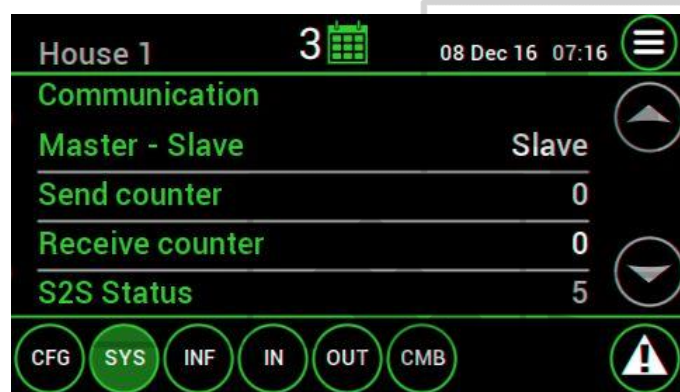 House 1 3 08 Dec 16 07:16
Communication
Master - Slave Slave
Send counter 0
Receive counter 0
S2S Status 5
CFG SYS INF IN OUT CMB